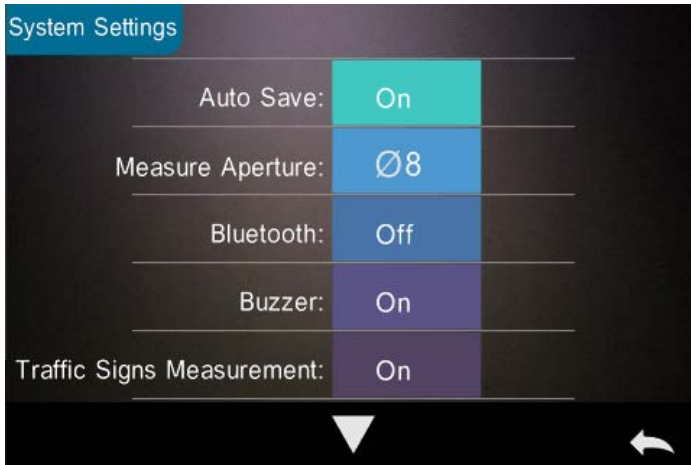 System Settings
Auto Save: On
Measure Aperture: Ø8
Bluetooth: Off
Buzzer: On
Traffic Signs Measurement: On